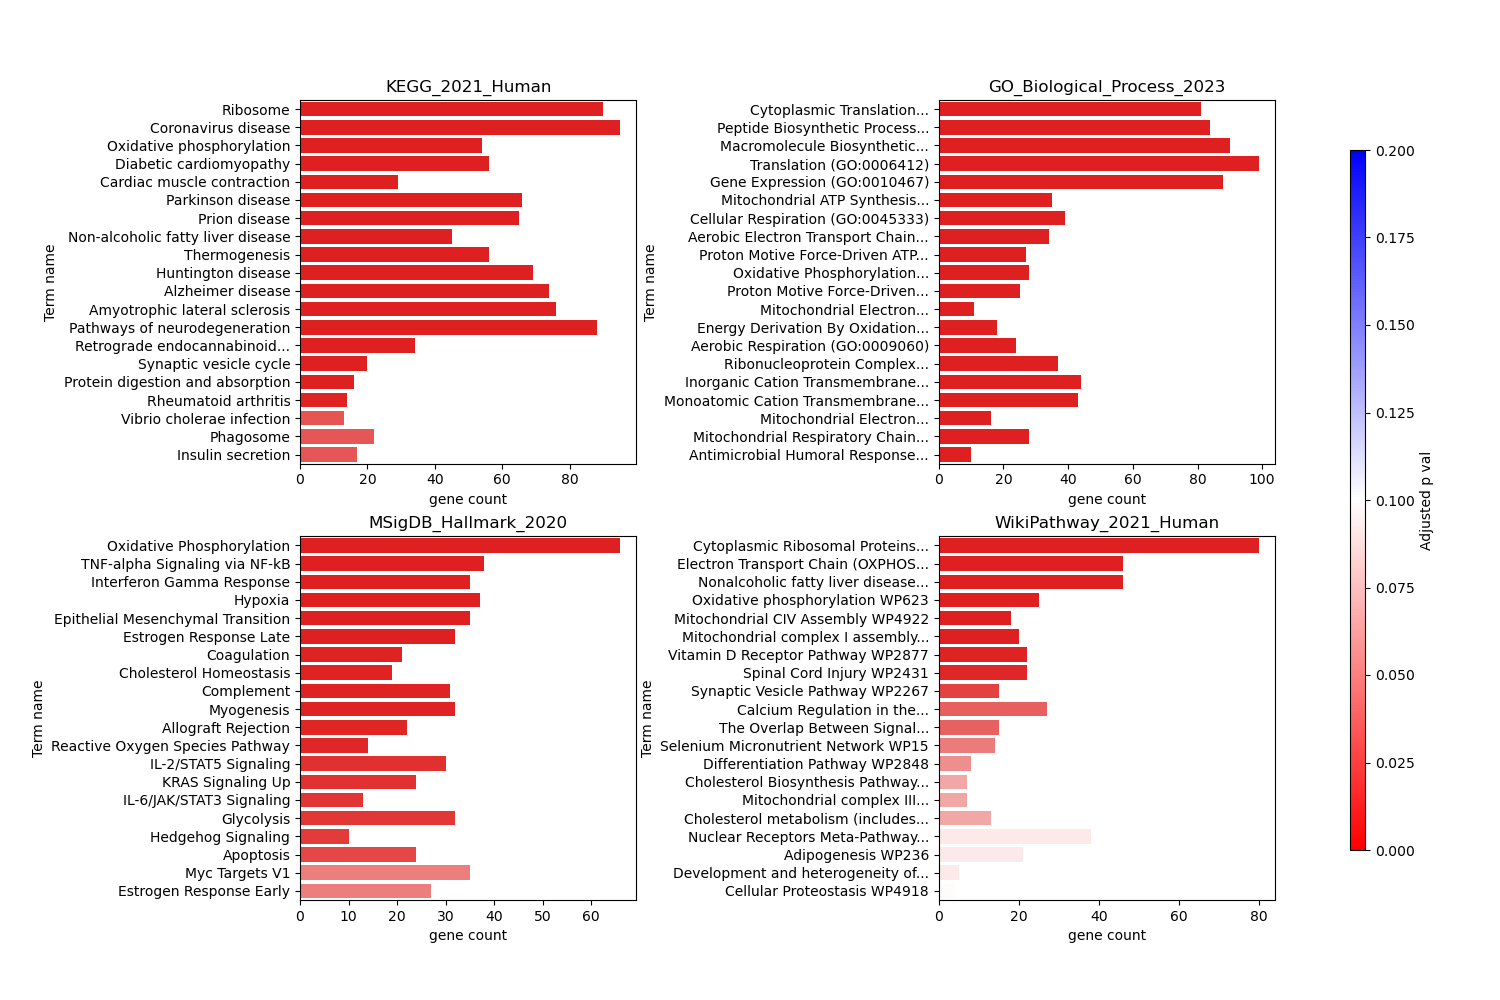 KEGG_2021_Human
Term name
Ribosome
Coronavirus disease
Oxidative phosphorylation
Diabetic cardiomyopathy
Cardiac muscle contraction
Parkinson disease
Prion disease
Non-alcoholic fatty liver disease
Thermogenesis
Huntington disease
Alzheimer disease
Amyotrophic lateral sclerosis
Pathways of neurodegeneration
Retrograde endocannabinoid...
Synaptic vesicle cycle
Protein digestion and absorption
Rheumatoid arthritis
Vibrio cholerae infection
Phagosome
Insulin secretion
0 20 40 60 80
gene count
GO_Biological_Process_2023
Term name
Cytoplasmic Translation...
Peptide Biosynthetic Process...
Macromolecule Biosynthetic...
Translation (GO:0006412)
Gene Expression (GO:0010467)
Mitochondrial ATP Synthesis...
Cellular Respiration (GO:0045333)
Aerobic Electron Transport Chain...
Proton Motive Force-Driven ATP...
Oxidative Phosphorylation...
Proton Motive Force-Driven...
Mitochondrial Electron...
Energy Derivation By Oxidation...
Aerobic Respiration (GO:0009060)
Ribonucleoprotein Complex...
Inorganic Cation Transmembrane...
Monoatomic Cation Transmembrane...
Mitochondrial Electron...
Mitochondrial Respiratory Chain...
Antimicrobial Humoral Response...
0 20 40 60 80 100
gene count
MSigDB_Hallmark_2020
Term name
Oxidative Phosphorylation
TNF-alpha Signaling via NF-kB
Interferon Gamma Response
Hypoxia
Epithelial Mesenchymal Transition
Estrogen Response Late
Coagulation
Cholesterol Homeostasis
Complement
Myogenesis
Allograft Rejection
Reactive Oxygen Species Pathway
IL-2/STAT5 Signaling
KRAS Signaling Up
IL-6/JAK/STAT3 Signaling
Glycolysis
Hedgehog Signaling
Apoptosis
Myc Targets V1
Estrogen Response Early
0 10 20 30 40 50 60
gene count
WikiPathway_2021_Human
Term name
Cytoplasmic Ribosomal Proteins...
Electron Transport Chain (OXPHOS...
Nonalcoholic fatty liver disease...
Oxidative phosphorylation WP623
Mitochondrial CIV Assembly WP4922
Mitochondrial complex I assembly...
Vitamin D Receptor Pathway WP2877
Spinal Cord Injury WP2431
Synaptic Vesicle Pathway WP2267
Calcium Regulation in the...
The Overlap Between Signal...
Selenium Micronutrient Network WP15
Differentiation Pathway WP2848
Cholesterol Biosynthesis Pathway...
Mitochondrial complex III...
Cholesterol metabolism (includes...
Nuclear Receptors Meta-Pathway...
Adipogenesis WP236
Development and heterogeneity of...
Cellular Proteostasis WP4918
0 20 40 60 80
gene count
0.200
0.175
0.150
0.125
0.100
0.075
0.050
0.025
0.000
Adjusted p val